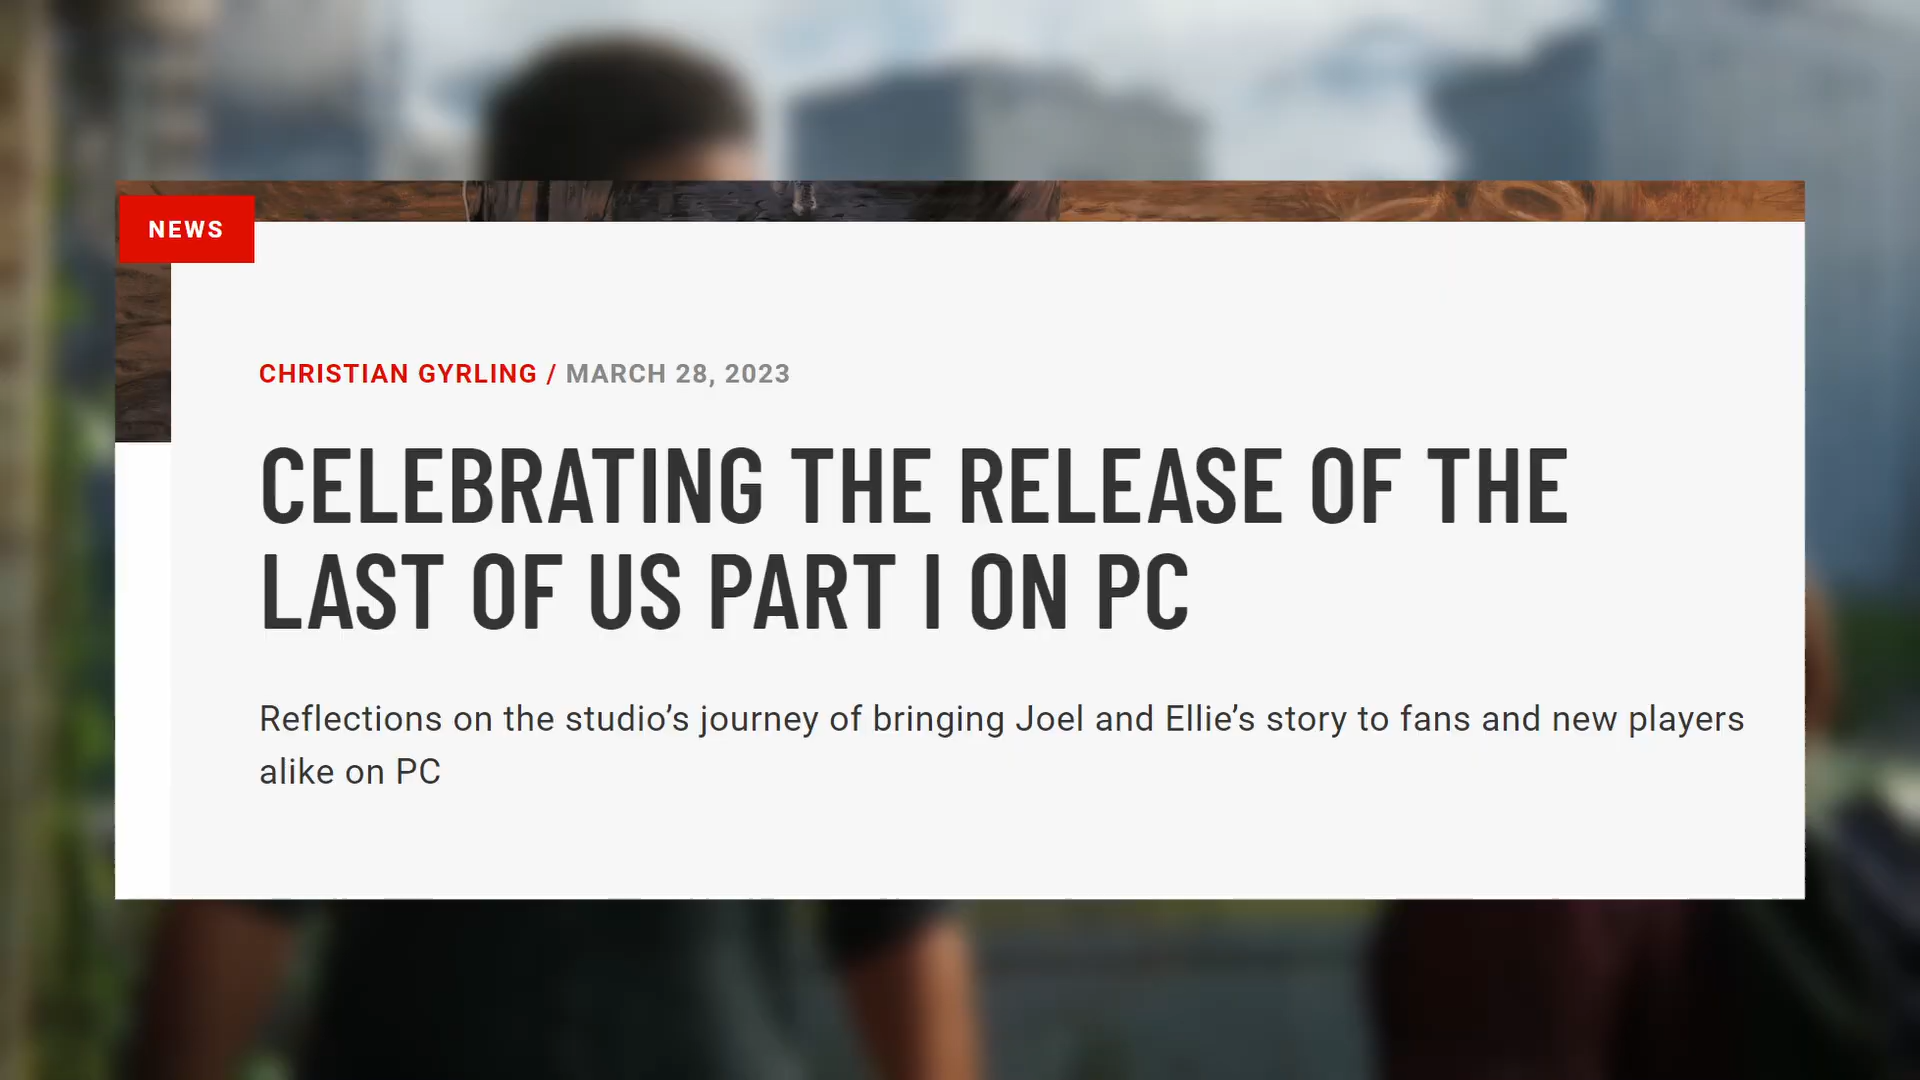 NEWS
CHRISTIAN GYRLING / MARCH 28, 2023
CELEBRATING THE RELEASE OF THE
LAST OF US PART I ON PC
Reflections on the studio’s journey of bringing Joel and Ellie’s story to fans and new players
alike on PC